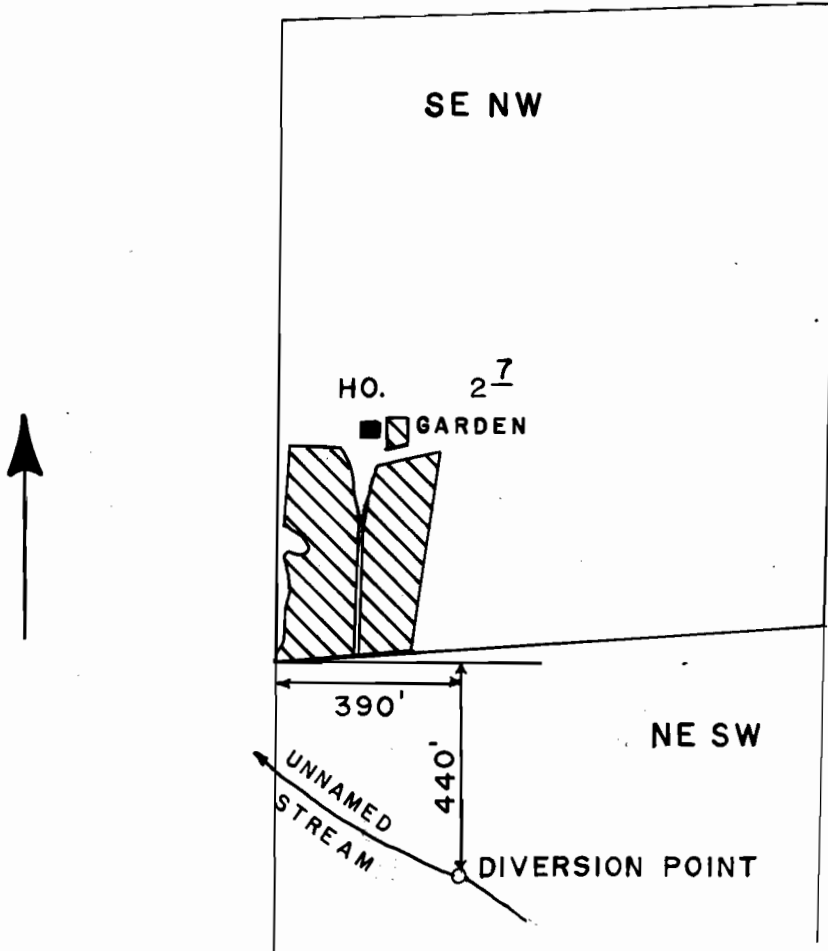 SE NW
HO.
2 7
GARDEN
390'
440'
NE SW
UNNAMED
STREAM
DIVERSION POINT